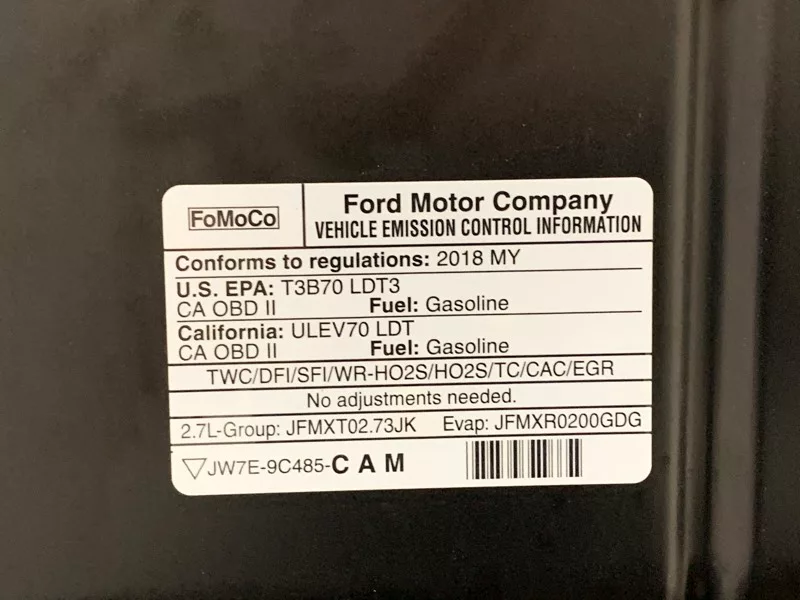 FoMoCo
Ford Motor Company
VEHICLE EMISSION CONTROL INFORMATION
Conforms to regulations: 2018 MY
U.S. EPA: T3B70 LDT3
CA OBD II Fuel: Gasoline
California: ULEV70 LDT
CA OBD II Fuel: Gasoline
TWC/DFI/SFI/WR-HO2S/HO2S/TC/CAC/EGR
No adjustments needed.
2.7L-Group: JFMXT02.73JK Evap: JFMXR0200GDG
▽JW7E-9C485-CAM